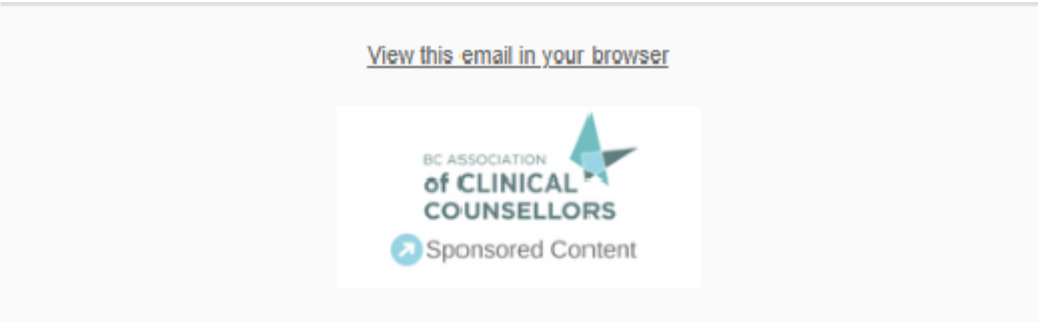 View this email in your browser
BC ASSOCIATION
of CLINICAL
COUNSELLORS
Sponsored Content